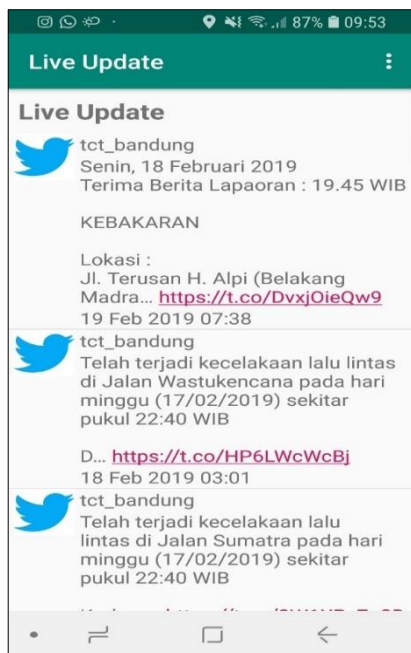 87% 09:53
Live Update
Live Update
tct_bandung
Senin, 18 Februari 2019
Terima Berita Lapaoran : 19.45 WIB
KEBAKARAN
Lokasi :
Jl. Terusan H. Alpi (Belakang
Madra... https://t.co/DvxjOieQw9
19 Feb 2019 07:38
tct_bandung
Telah terjadi kecelakaan lalu lintas
di Jalan Wastukencana pada hari
minggu (17/02/2019) sekitar
pukul 22:40 WIB
D... https://t.co/HP6LWcWcBj
18 Feb 2019 03:01
tct_bandung
Telah terjadi kecelakaan lalu
lintas di Jalan Sumatra pada hari
minggu (17/02/2019) sekitar
pukul 22:40 WIB